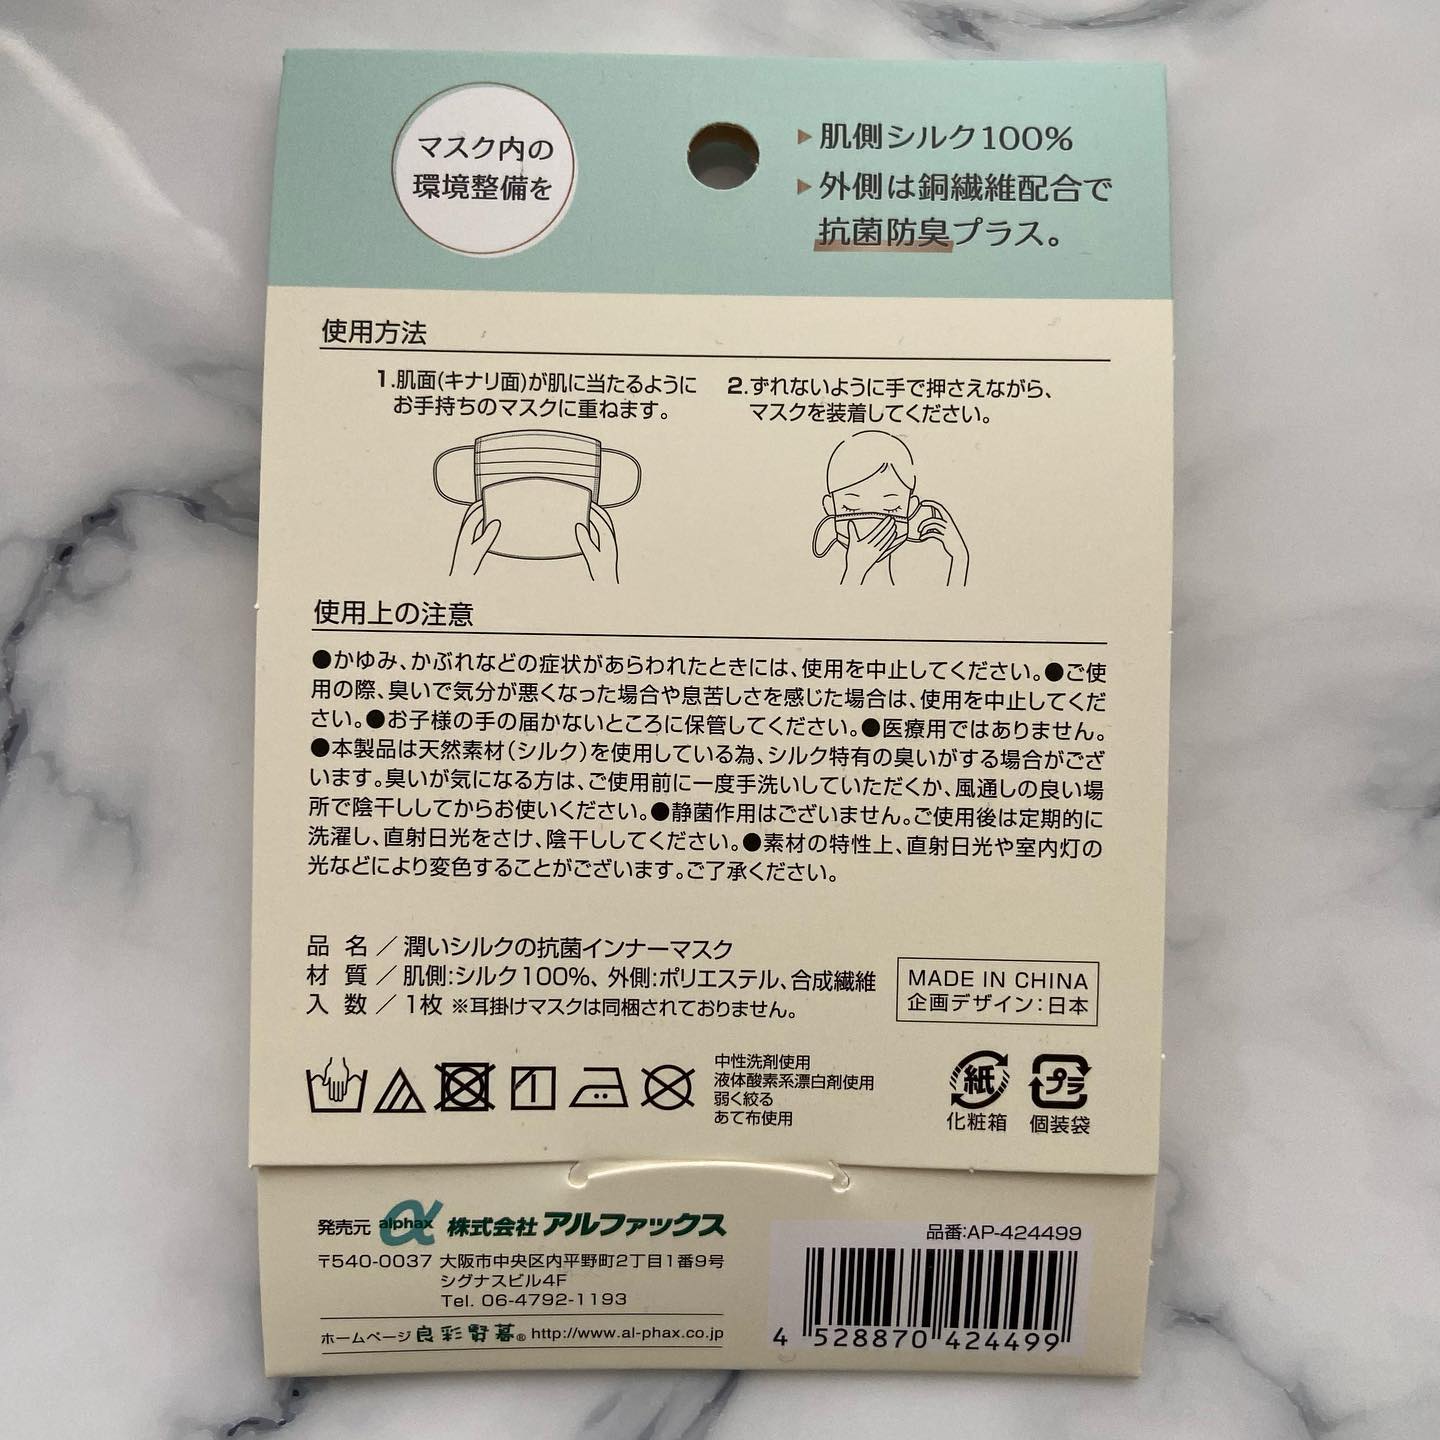 マスク内の
環境整備を
▶肌側シルク100%
▶外側は銅繊維配合で
抗菌防臭プラス。
使用方法
1.肌面(キナリ面)が肌に当たるように
お手持ちのマスクに重ねます。
2.ずれないように手で押さえながら、
マスクを装着してください。
使用上の注意
●かゆみ、かぶれなどの症状があらわれたときには、使用を中止してください。●ご使
用の際、臭いで気分が悪くなった場合や息苦しさを感じた場合は、使用を中止してくだ
さい。●お子様の手の届かないところに保管してください。●医療用ではありません。
●本製品は天然素材(シルク)を使用している為、シルク特有の臭いがする場合がござ
います。臭いが気になる方は、ご使用前に一度手洗いしていただくか、風通しの良い場
所で陰干ししてからお使いください。●静菌作用はございません。ご使用後は定期的に
洗濯し、直射日光をさけ、陰干ししてください。●素材の特性上、直射日光や室内灯の
光などにより変色することがございます。ご了承ください。
品 名／潤いシルクの抗菌インナーマスク
材 質／肌側:シルク100%、外側:ポリエステル、合成繊維
入 数／1枚 ※耳掛けマスクは同梱されておりません。
MADE IN CHINA
企画デザイン:日本
中性洗剤使用
液体酸素系漂白剤使用
弱く絞る
あて布使用
紙
化粧箱
プラ
個装袋
発売元 alphax 株式会社アルファックス
〒540-0037 大阪市中央区内平野町2丁目1番9号
シグナスビル4F
Tel. 06-4792-1193
ホームページ 良彩賢暮® http://www.al-phax.co.jp
品番:AP-424499
4 528870 424499